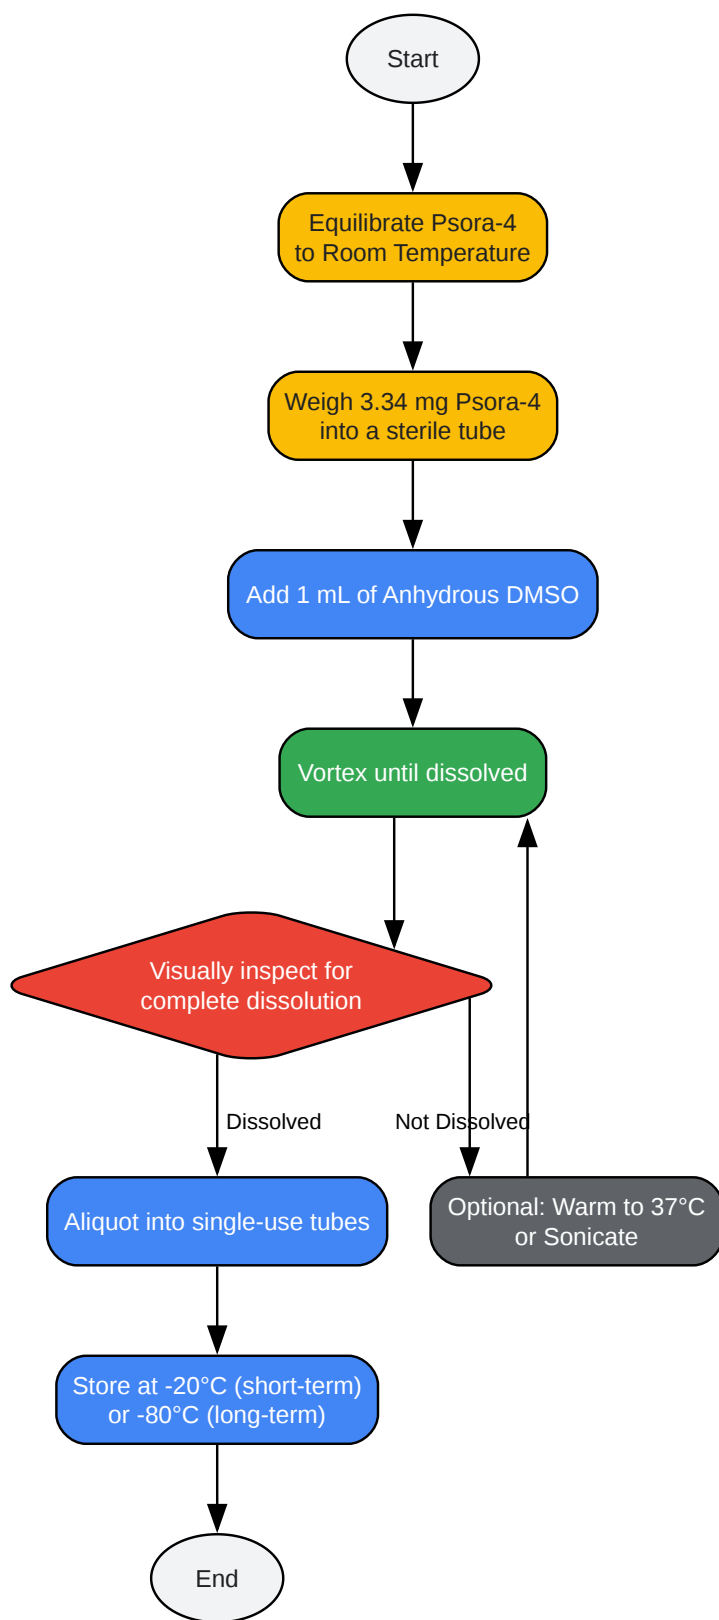 Start
Equilibrate Psora-4
to Room Temperature
Weigh 3.34 mg Psora-4
into a sterile tube
Add 1 mL of Anhydrous DMSO
Vortex until dissolved
Visually inspect for
complete dissolution
Dissolved
Not Dissolved
Aliquot into single-use tubes
Optional: Warm to 37°C
or Sonicate
Store at -20°C (short-term)
or -80°C (long-term)
End